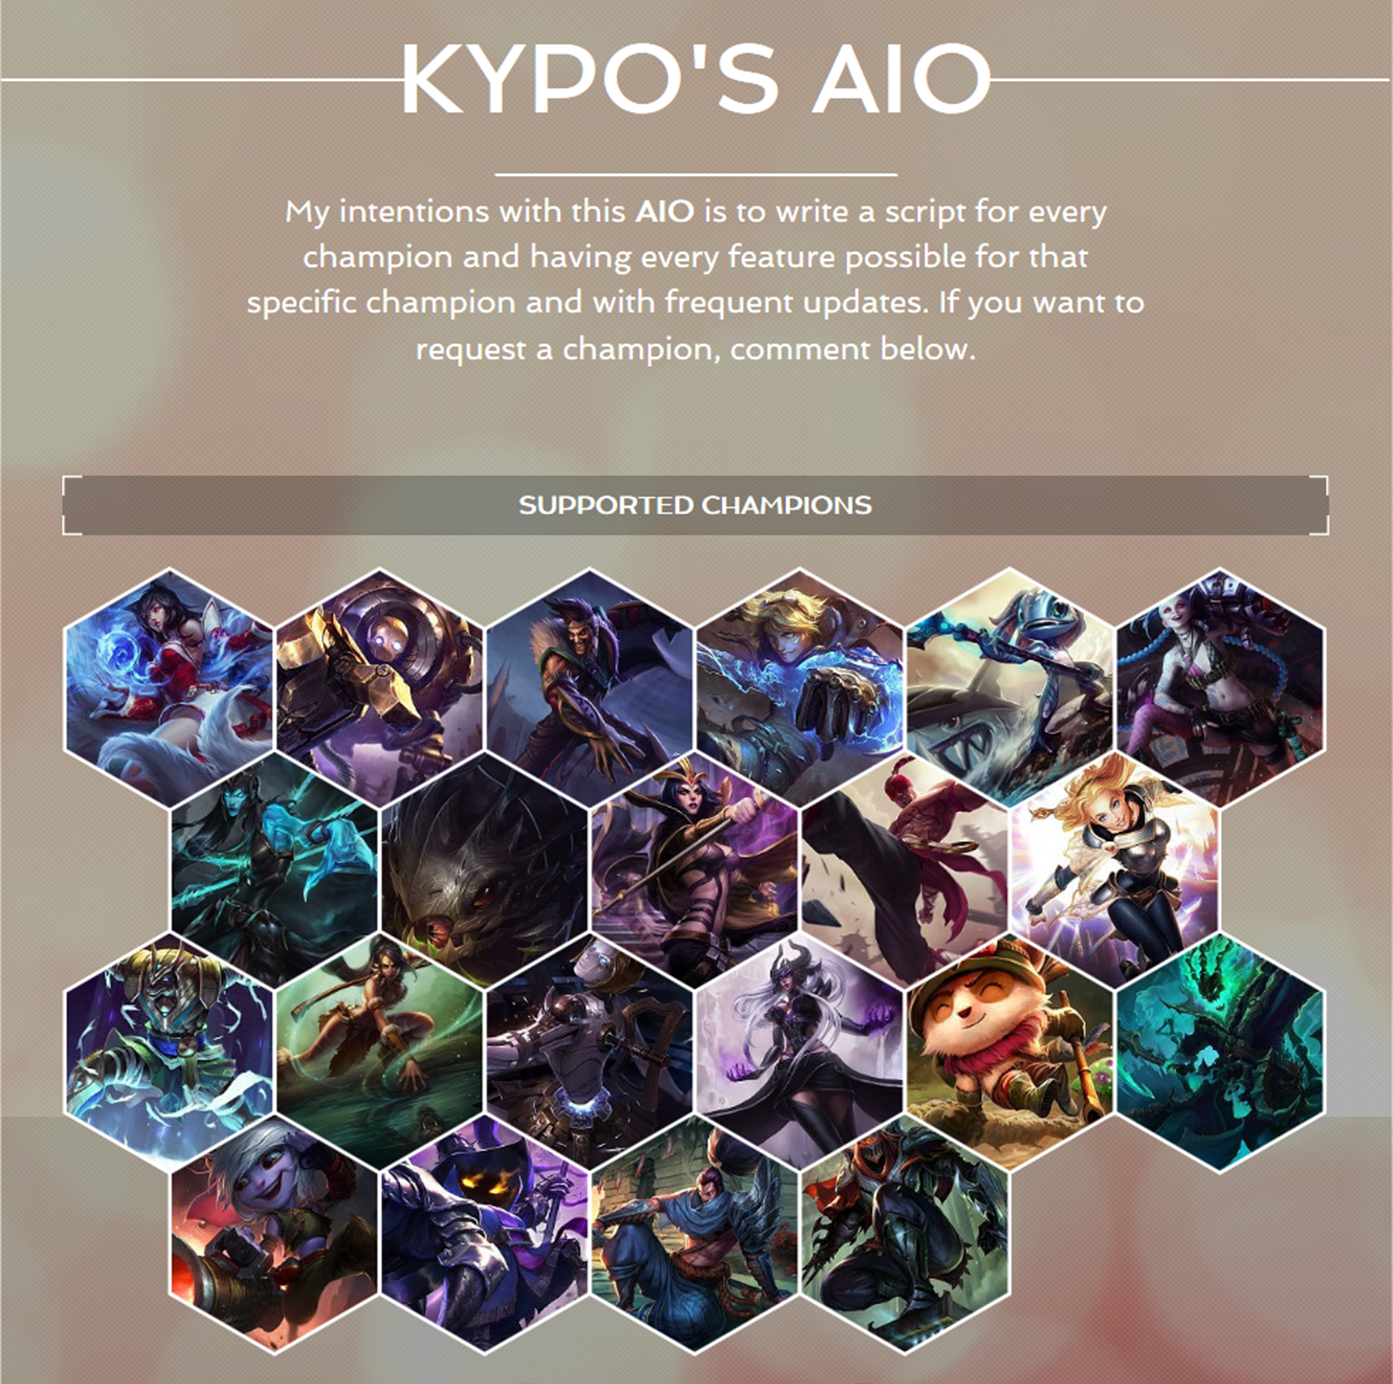 KYPO'S AIO
My intentions with this AIO is to write a script for every
champion and having every feature possible for that
specific champion and with frequent updates. If you want to
request a champion, comment below.
SUPPORTED CHAMPIONS